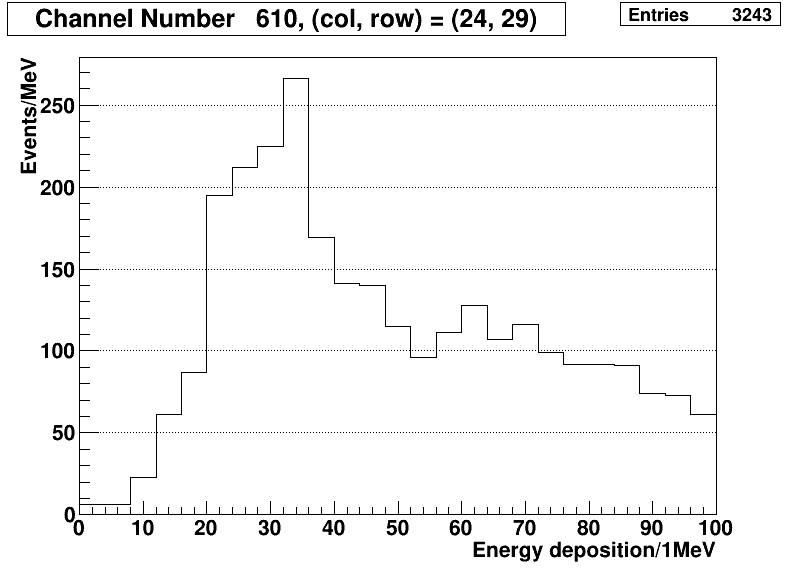 Channel Number 610, (col, row) = (24, 29)
Entries 3243
Events/MeV
250
200
150
100
50
0
0 10 20 30 40 50 60 70 80 90 100
Energy deposition/1MeV